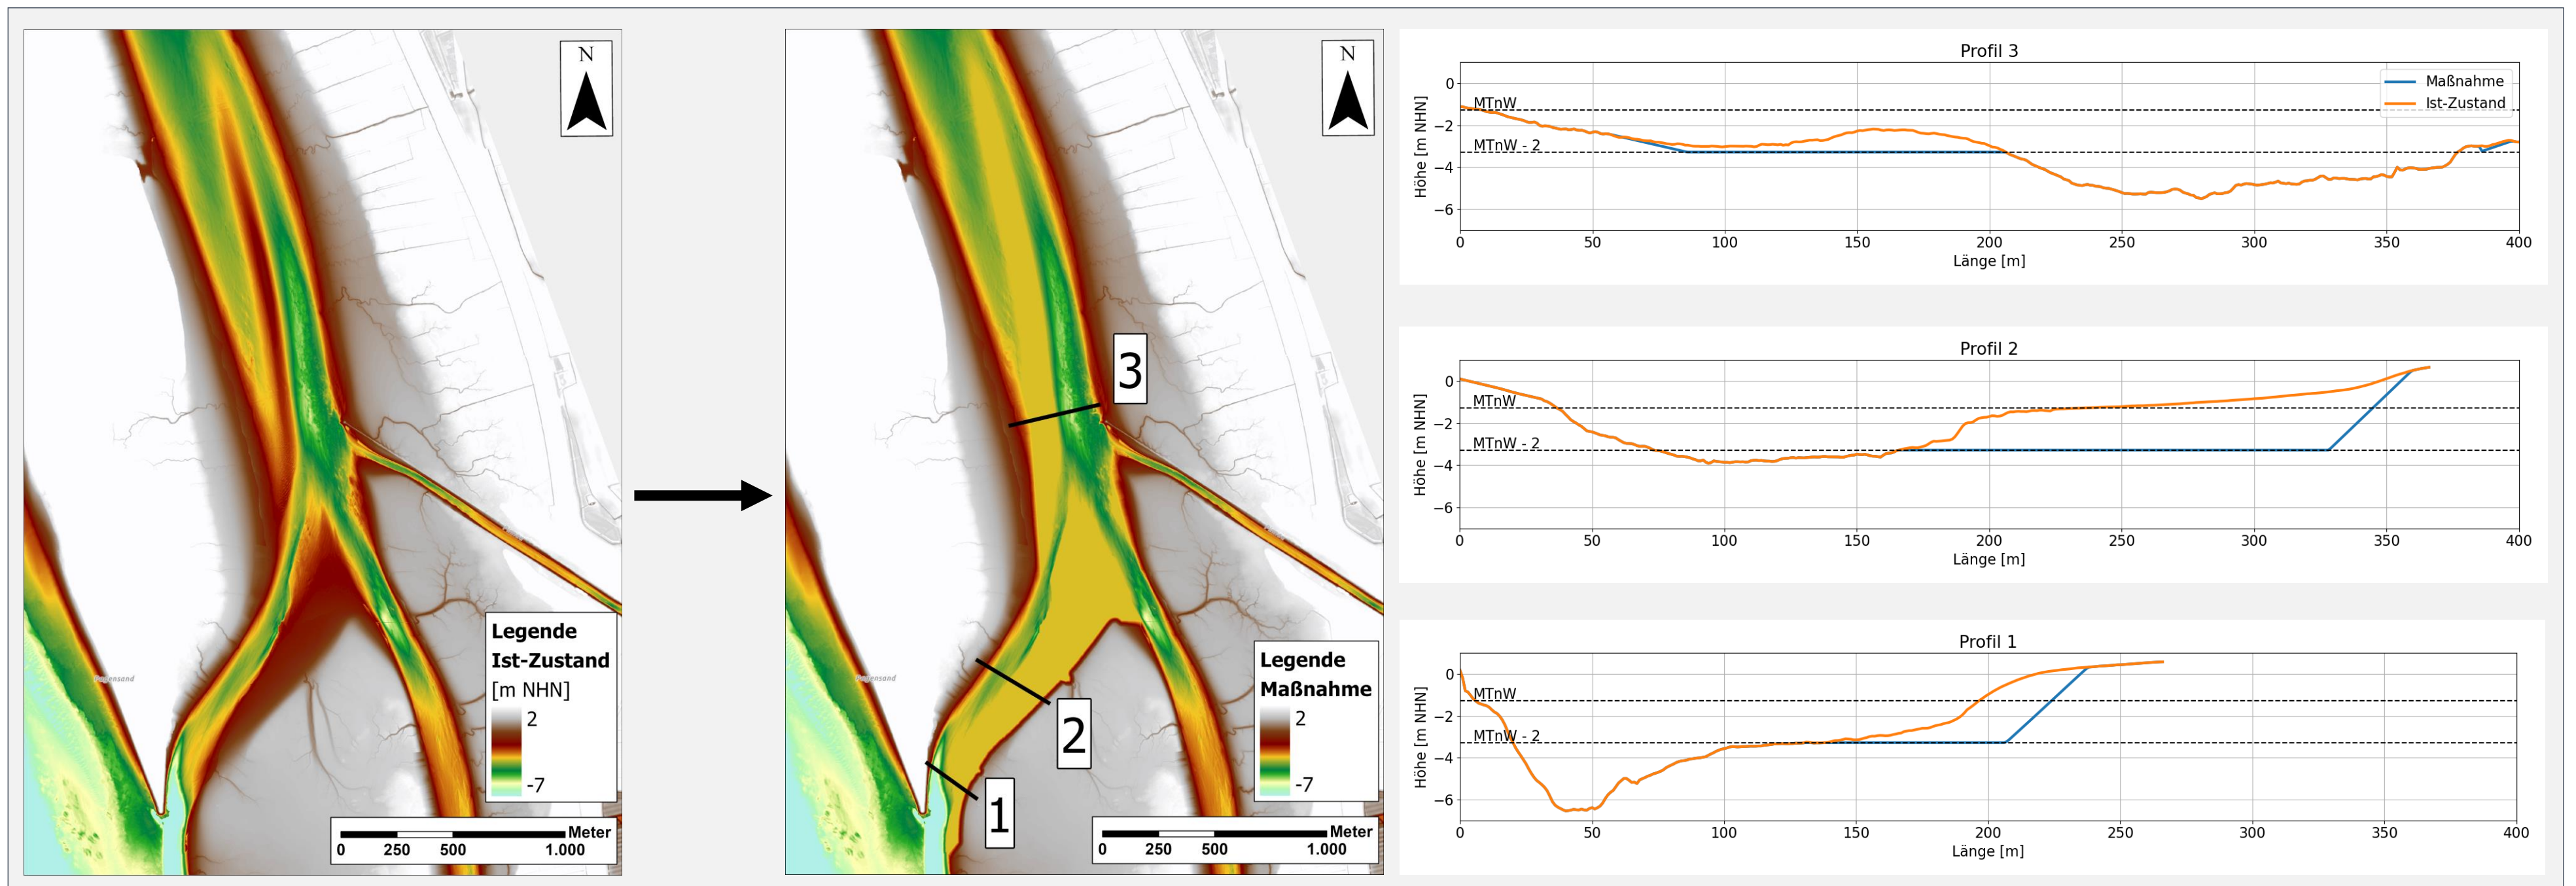 N
Pagensand
Legende
Ist-Zustand
[m NHN]
2
-7
Meter
0 250 500 1.000
N
3
2
1
Pagensand
Legende
Maßnahme
2
-7
Meter
0 250 500 1.000
Profil 3
Maßnahme
Ist-Zustand
MTnW
MTnW - 2
Höhe [m NHN]
0
−2
−4
−6
0 50 100 150 200 250 300 350 400
Länge [m]
Profil 2
MTnW
MTnW - 2
Höhe [m NHN]
0
−2
−4
−6
0 50 100 150 200 250 300 350 400
Länge [m]
Profil 1
MTnW
MTnW - 2
Höhe [m NHN]
0
−2
−4
−6
0 50 100 150 200 250 300 350 400
Länge [m]